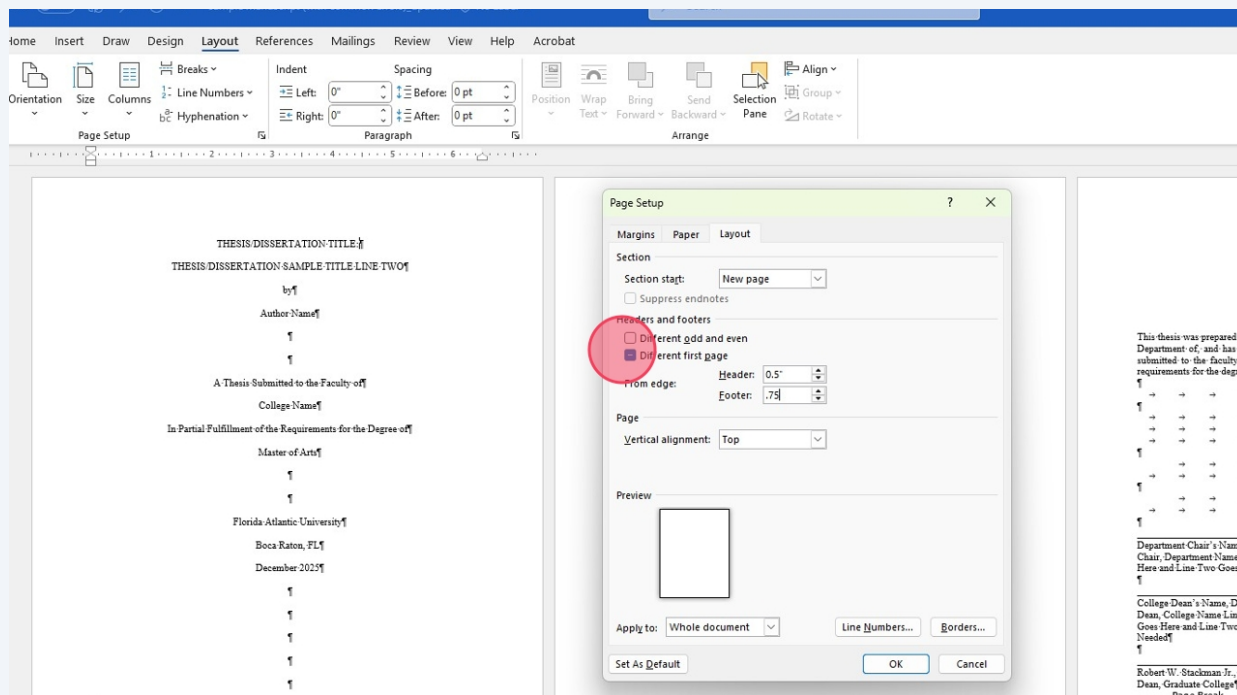 Home Insert Draw Design Layout References Mailings Review View Help Acrobat
Orientation Size Columns
Breaks
Line Numbers
Hyphenation
Page Setup
Indent Spacing
Left: 0" Before: 0 pt
Right: 0" After: 0 pt
Paragraph
Position Wrap Text Bring Forward Send Backward Selection Pane
Align
Group
Rotate
Arrange
1 2 3 4 5 6
THESIS/DISSERTATION·TITLE:¶
THESIS/DISSERTATION·SAMPLE·TITLE·LINE·TWO¶
by¶
Author·Name¶
¶
¶
A·Thesis·Submitted·to·the·Faculty·of¶
College·Name¶
In·Partial·Fulfillment·of·the·Requirements·for·the·Degree·of¶
Master·of·Arts¶
¶
¶
Florida·Atlantic·University¶
Boca·Raton,·FL¶
December·2025¶
¶
¶
¶
¶
¶
Page Setup ?
Margins Paper Layout
Section
Section start: New page
Suppress endnotes
Headers and footers
Different odd and even
Different first page
From edge:
Header: 0.5"
Footer: .75
Page
Vertical alignment: Top
Preview
Apply to: Whole document Line Numbers... Borders...
Set As Default OK Cancel
This·thesis·was·prepared
Department·of,·and·has
submitted·to·the·faculty
requirements·for·the
¶
¶
¶
¶
¶
Department·Chair's
Chair,·Department·Name
Here·and·Line·Two·Goes
¶
College·Dean's·Name,
Dean,·College·Name
Goes·Here·and·Line·Two
Needed¶
¶
Robert·W.·Stackman·Jr.,
Dean,·Graduate·College¶
Page Break